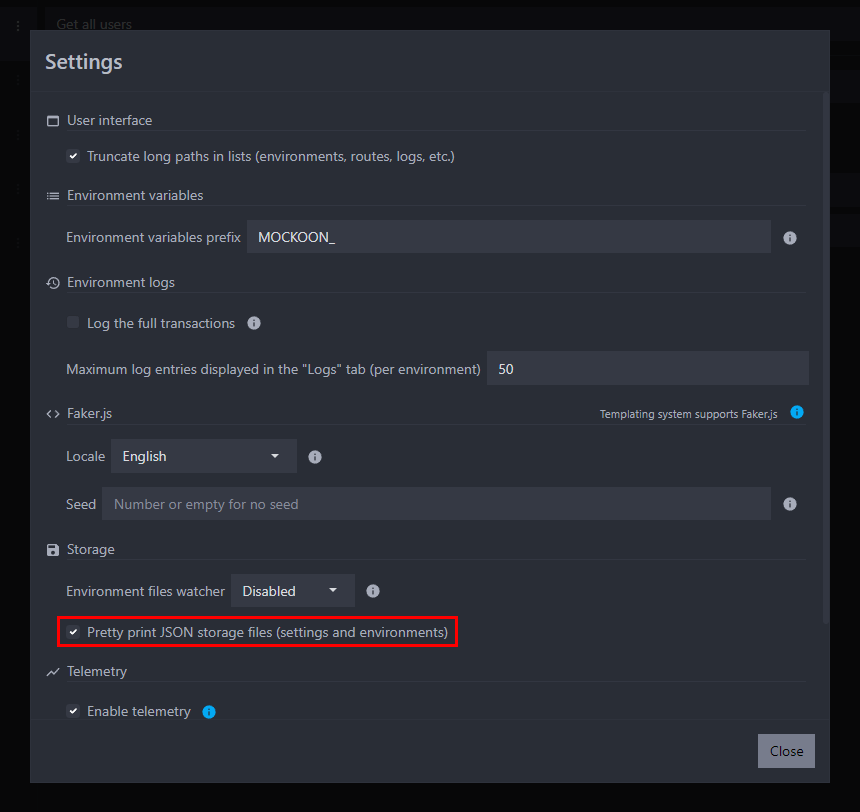 Get all users
Settings
User interface
Truncate long paths in lists (environments, routes, logs, etc.)
Environment variables
Environment variables prefix MOCKOON_
Environment logs
Log the full transactions
Maximum log entries displayed in the "Logs" tab (per environment) 50
Faker.js Templating system supports Faker.js
Locale English
Seed Number or empty for no seed
Storage
Environment files watcher Disabled
Pretty print JSON storage files (settings and environments)
Telemetry
Enable telemetry
Close